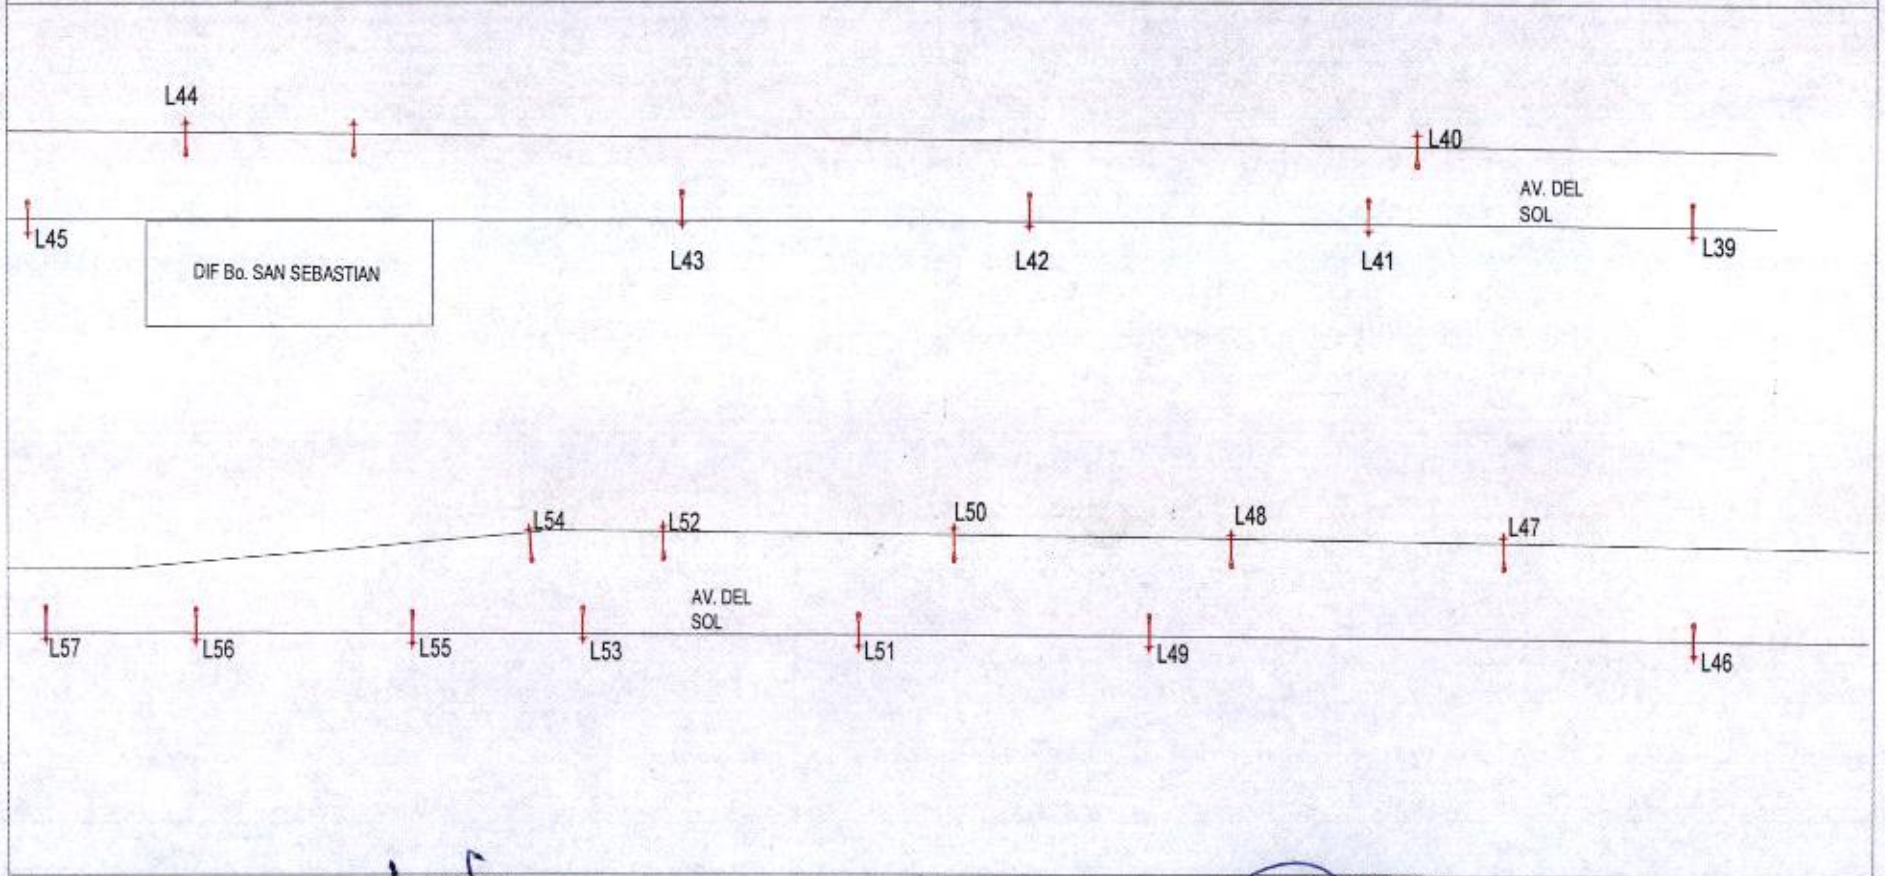 L44
L40
AV. DEL
SOL
L45
DIF Bo. SAN SEBASTIAN
L43
L42
L41
L39
L54
L52
L50
L48
L47
AV. DEL
SOL
L57
L56
L55
L53
L51
L49
L46